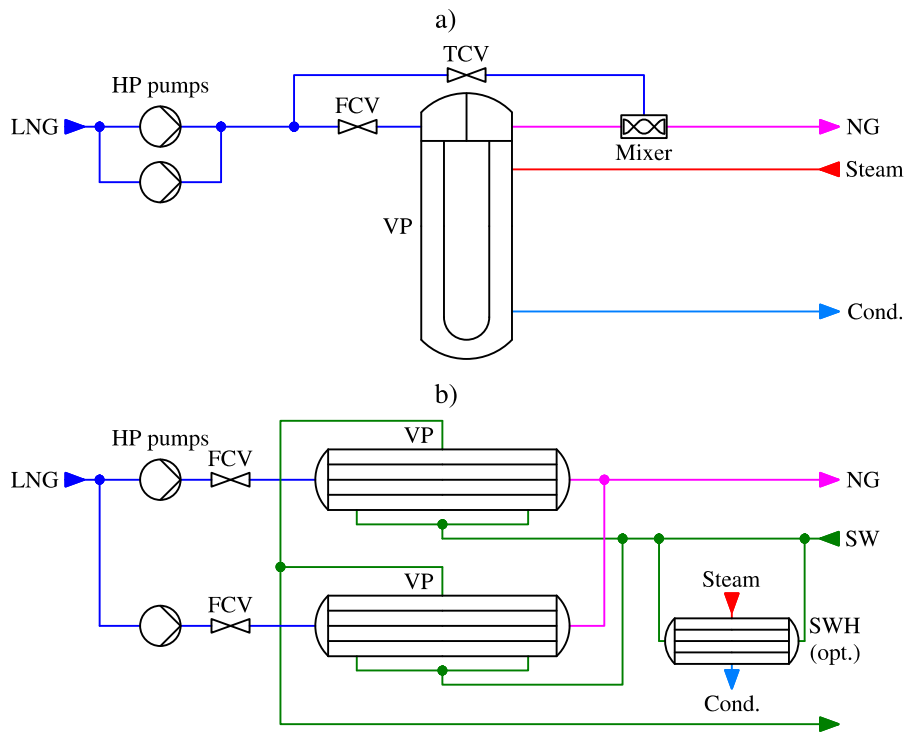 a)
TCV
HP pumps
FCV
LNG
NG
Mixer
Steam
VP
Cond.
b)
VP
HP pumps
FCV
LNG
NG
SW
VP
Steam
FCV
SWH
(opt.)
Cond.